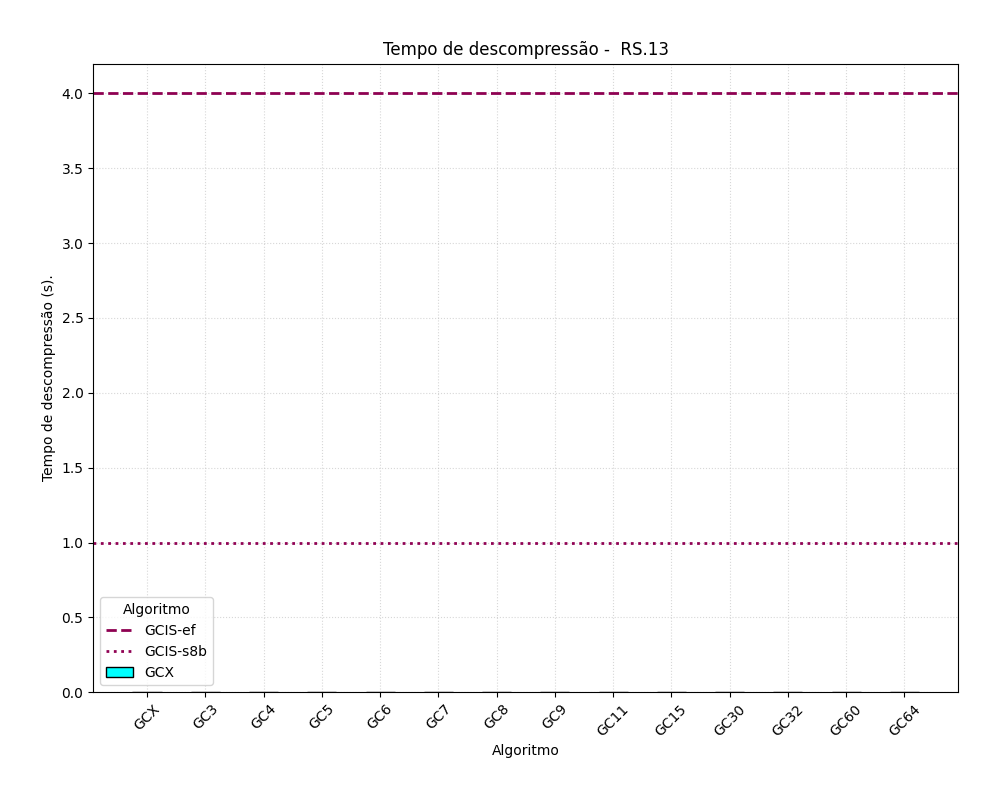 Tempo de descompressão -  RS.13
Tempo de descompressão (s).
4.0
3.5
3.0
2.5
2.0
1.5
1.0
0.5
0.0
Algoritmo
GCIS-ef
GCIS-s8b
GCX
GCX
GC3
GC4
GC5
GC6
GC7
GC8
GC9
GC11
GC15
GC30
GC32
GC60
GC64
Algoritmo